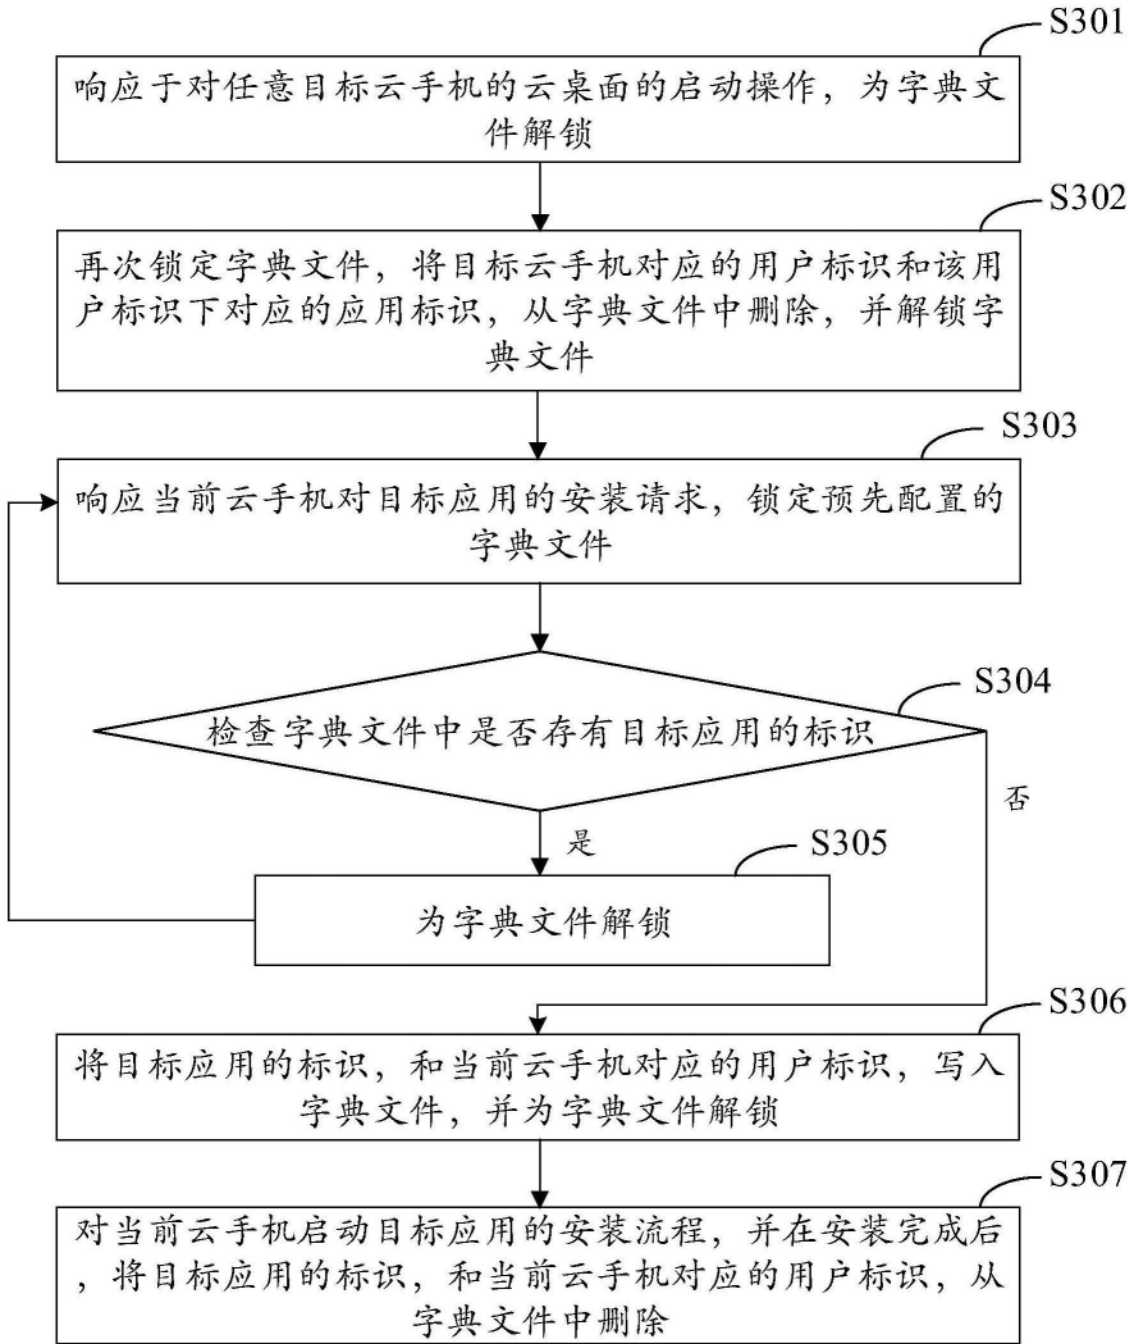 S301
响应于对任意目标云手机的云桌面的启动操作，为字典文
件解锁
S302
再次锁定字典文件，将目标云手机对应的用户标识和该用
户标识下对应的应用标识，从字典文件中删除，并解锁字
典文件
S303
响应当前云手机对目标应用的安装请求，锁定预先配置的
字典文件
S304
检查字典文件中是否存有目标应用的标识
否
是
S305
为字典文件解锁
S306
将目标应用的标识，和当前云手机对应的用户标识，写入
字典文件，并为字典文件解锁
S307
对当前云手机启动目标应用的安装流程，并在安装完成后
，将目标应用的标识，和当前云手机对应的用户标识，从
字典文件中删除